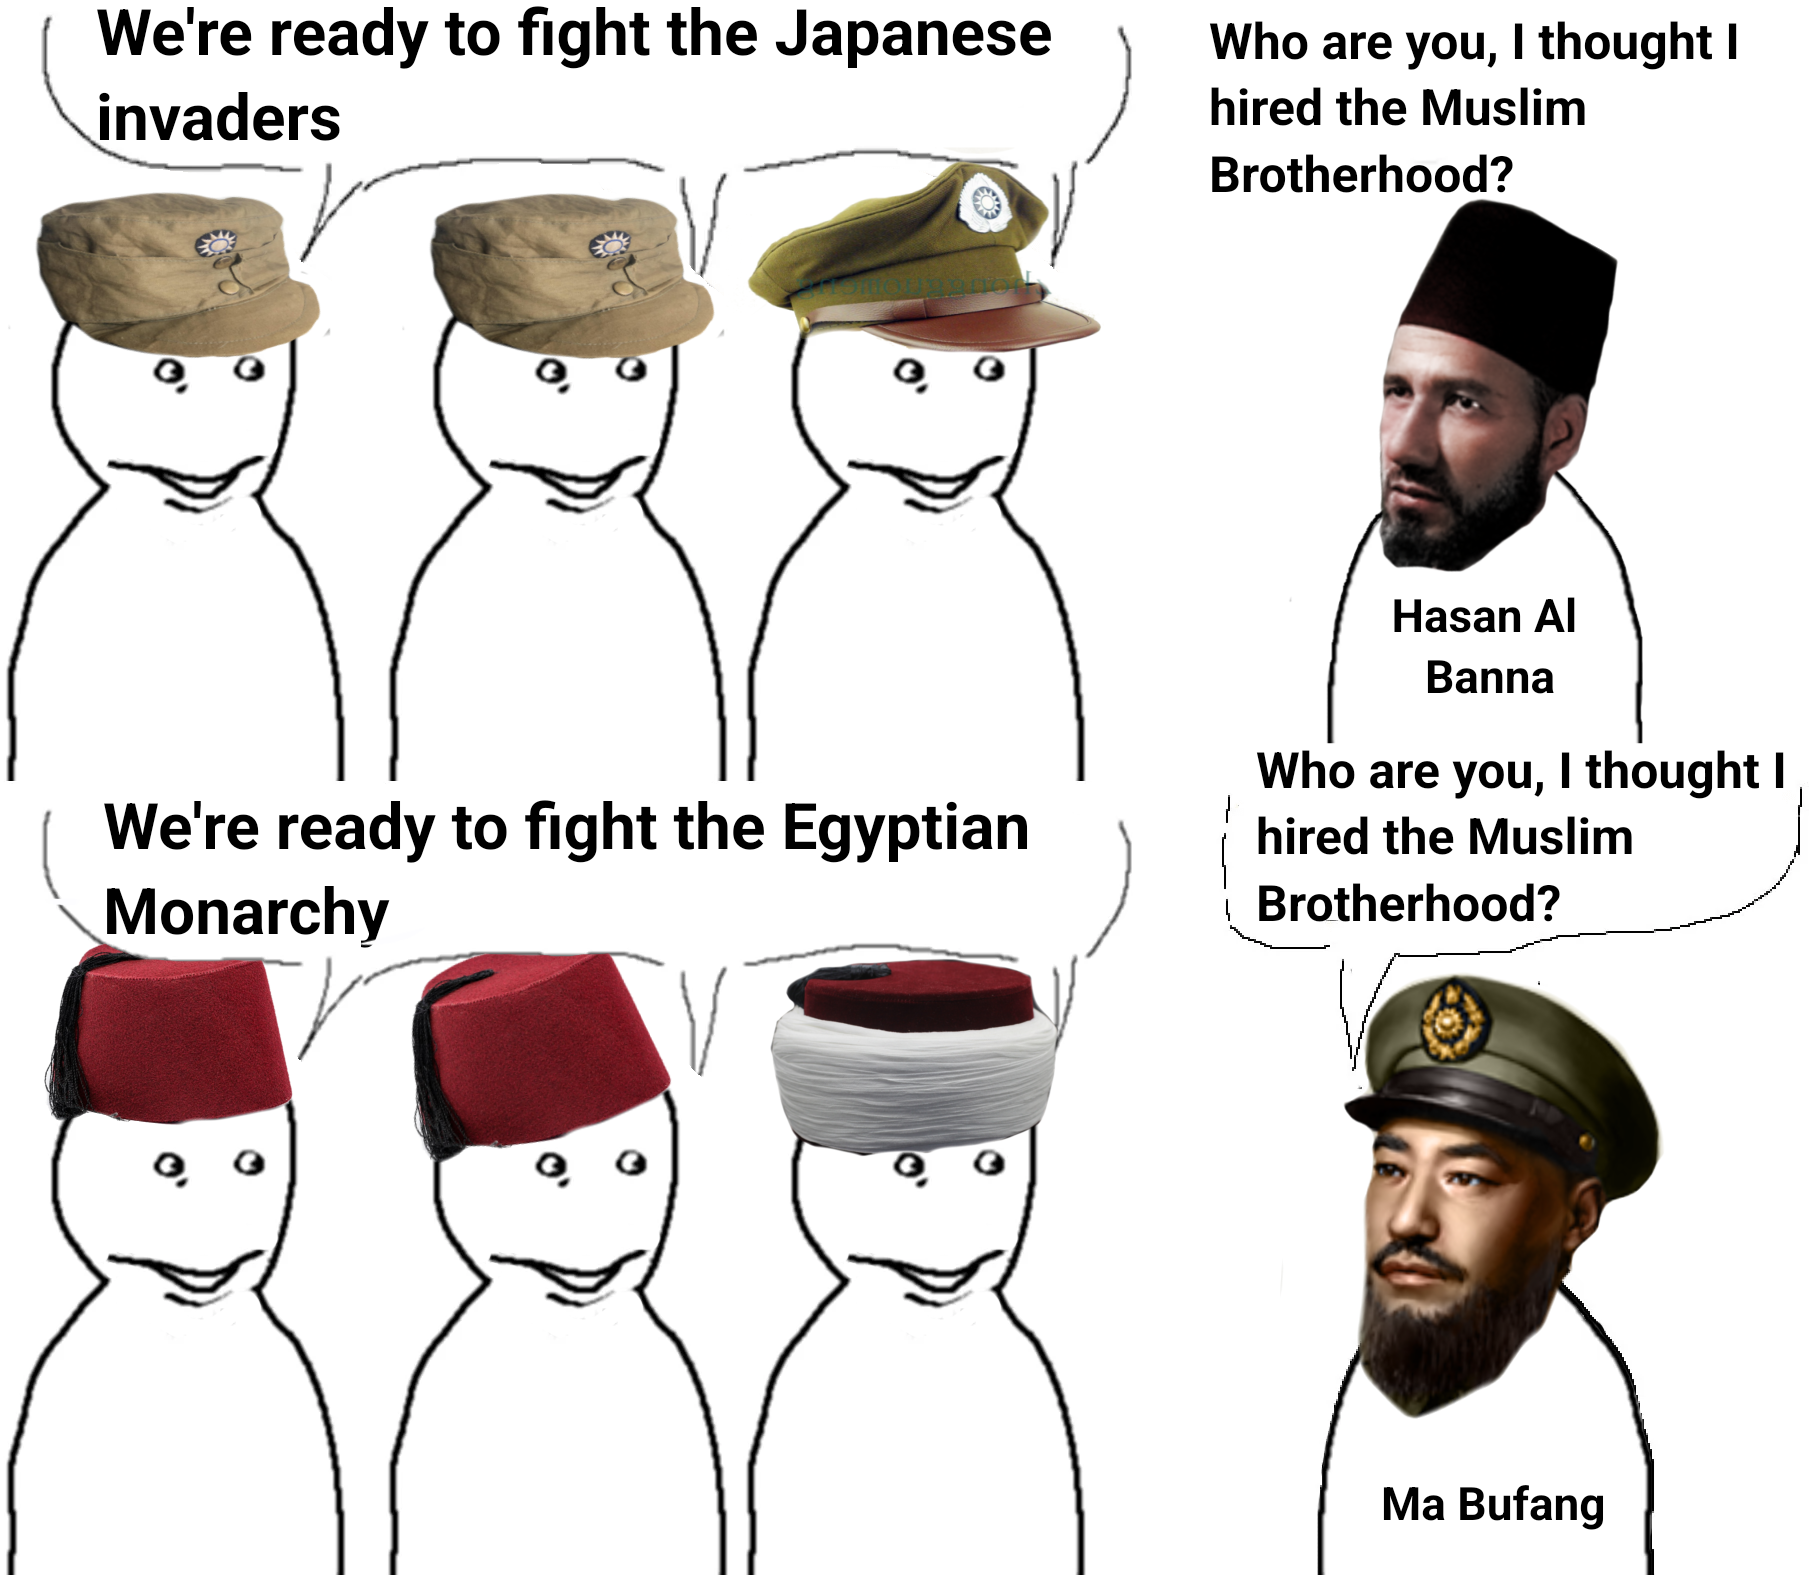 We're ready to fight the Japanese
invaders
Who are you, I thought I
hired the Muslim
Brotherhood?
Hasan Al
Banna
We're ready to fight the Egyptian
Monarchy
Who are you, I thought I
hired the Muslim
Brotherhood?
Ma Bufang